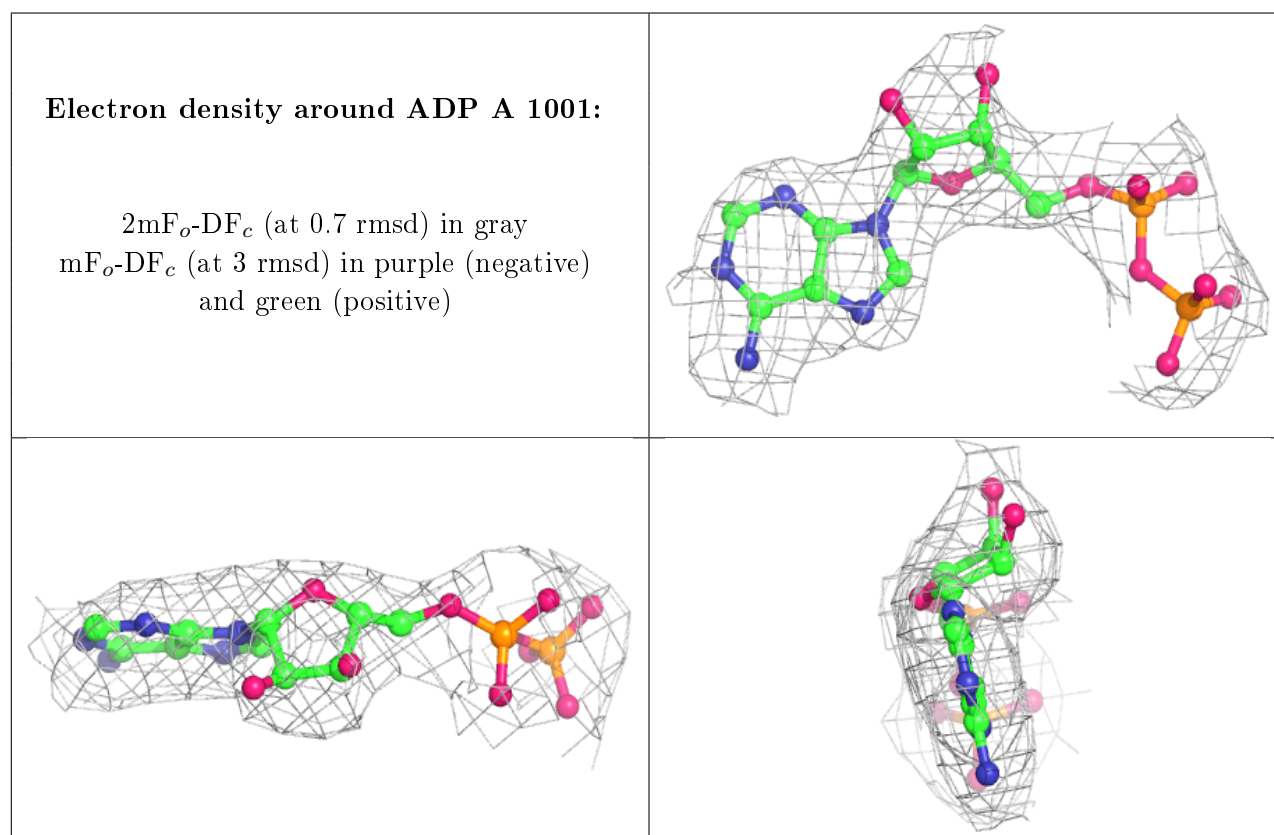 Electron density around ADP A 1001:
2mFo-DFc (at 0.7 rmsd) in gray
mFo-DFc (at 3 rmsd) in purple (negative)
and green (positive)